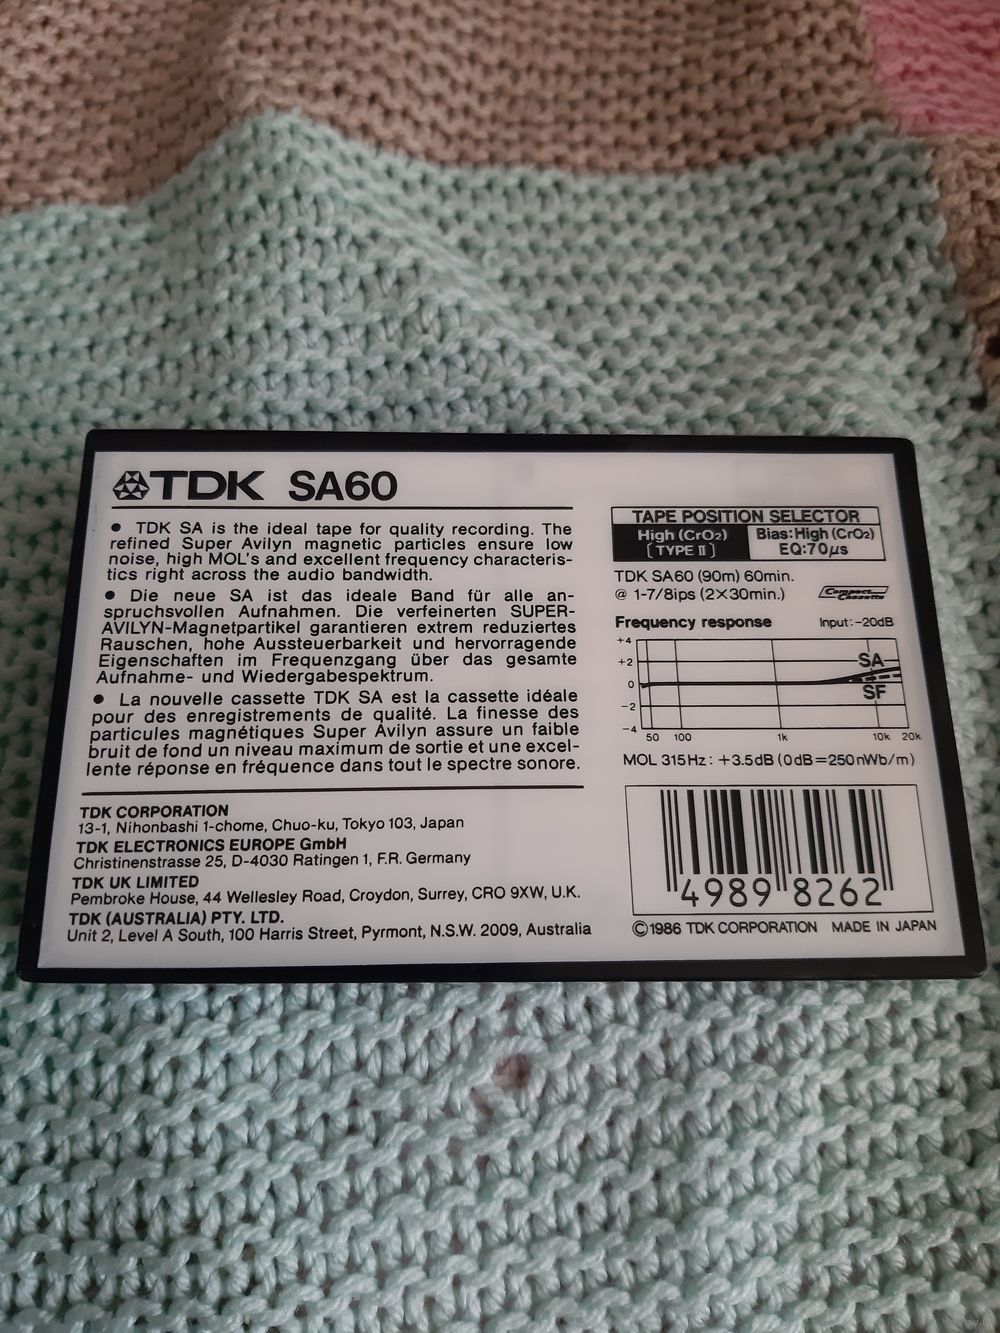 TDK SA60
● TDK SA is the ideal tape for quality recording. The
refined Super Avilyn magnetic particles ensure low
noise, high MOL's and excellent frequency characteris-
tics right across the audio bandwidth.
● Die neue SA ist das ideale Band für alle an-
spruchsvollen Aufnahmen. Die verfeinerten SUPER-
AVILYN-Magnetpartikel garantieren extrem reduziertes
Rauschen, hohe Aussteuerbarkeit und hervorragende
Eigenschaften im Frequenzgang über das gesamte
Aufnahme- und Wiedergabespektrum.
● La nouvelle cassette TDK SA est la cassette idéale
pour des enregistrements de qualité. La finesse des
particules magnétiques Super Avilyn assure un faible
bruit de fond un niveau maximum de sortie et une excel-
lente réponse en fréquence dans tout le spectre sonore.
TDK CORPORATION
13-1, Nihonbashi 1-chome, Chuo-ku, Tokyo 103, Japan
TDK ELECTRONICS EUROPE GmbH
Christinenstrasse 25, D-4030 Ratingen 1, F.R. Germany
TDK UK LIMITED
Pembroke House, 44 Wellesley Road, Croydon, Surrey, CRO 9XW, U.K.
TDK (AUSTRALIA) PTY. LTD.
Unit 2, Level A South, 100 Harris Street, Pyrmont, N.S.W. 2009, Australia
TAPE POSITION SELECTOR
High (CrO2) Bias: High (CrO2)
[TYPE II] EQ:70μs
TDK SA60 (90m) 60min.
@ 1-7/8ips (2×30min.) Compact Cassette
Frequency response Input:-20dB
+4
+2 SA
0
SF
-2
-4
50 100 1k 10k 20k
MOL 315Hz: +3.5dB (0dB=250nWb/m)
4989 8262
©1986 TDK CORPORATION MADE IN JAPAN